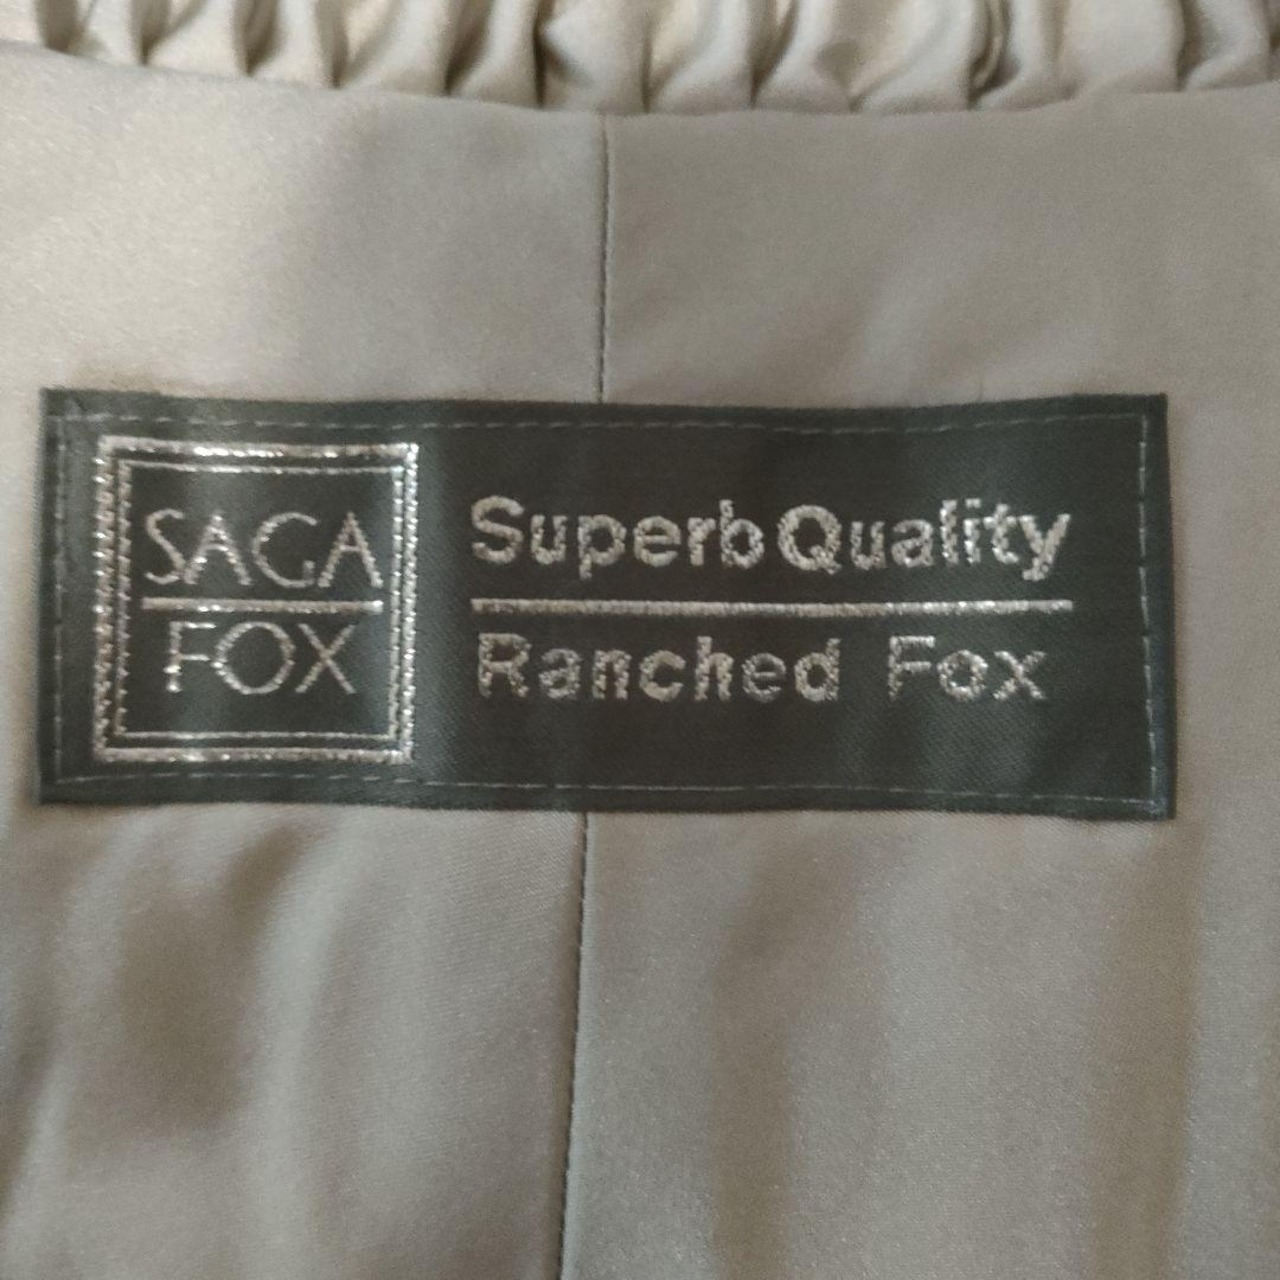 SAGA
FOX
Superb Quality
Ranched Fox